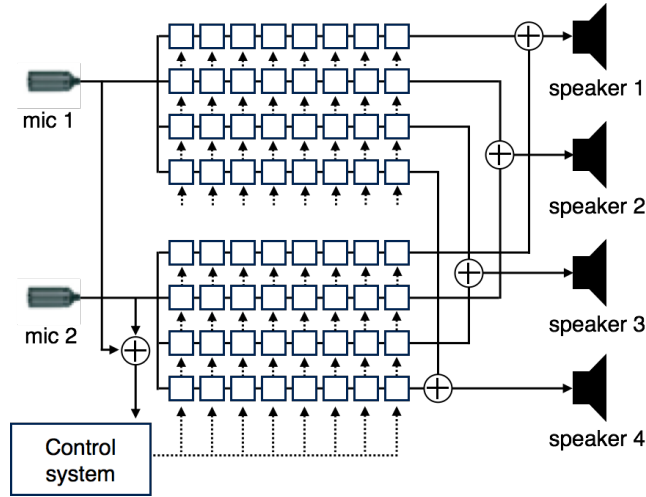 speaker 1
mic 1
speaker 2
mic 2
speaker 3
Control
system
speaker 4